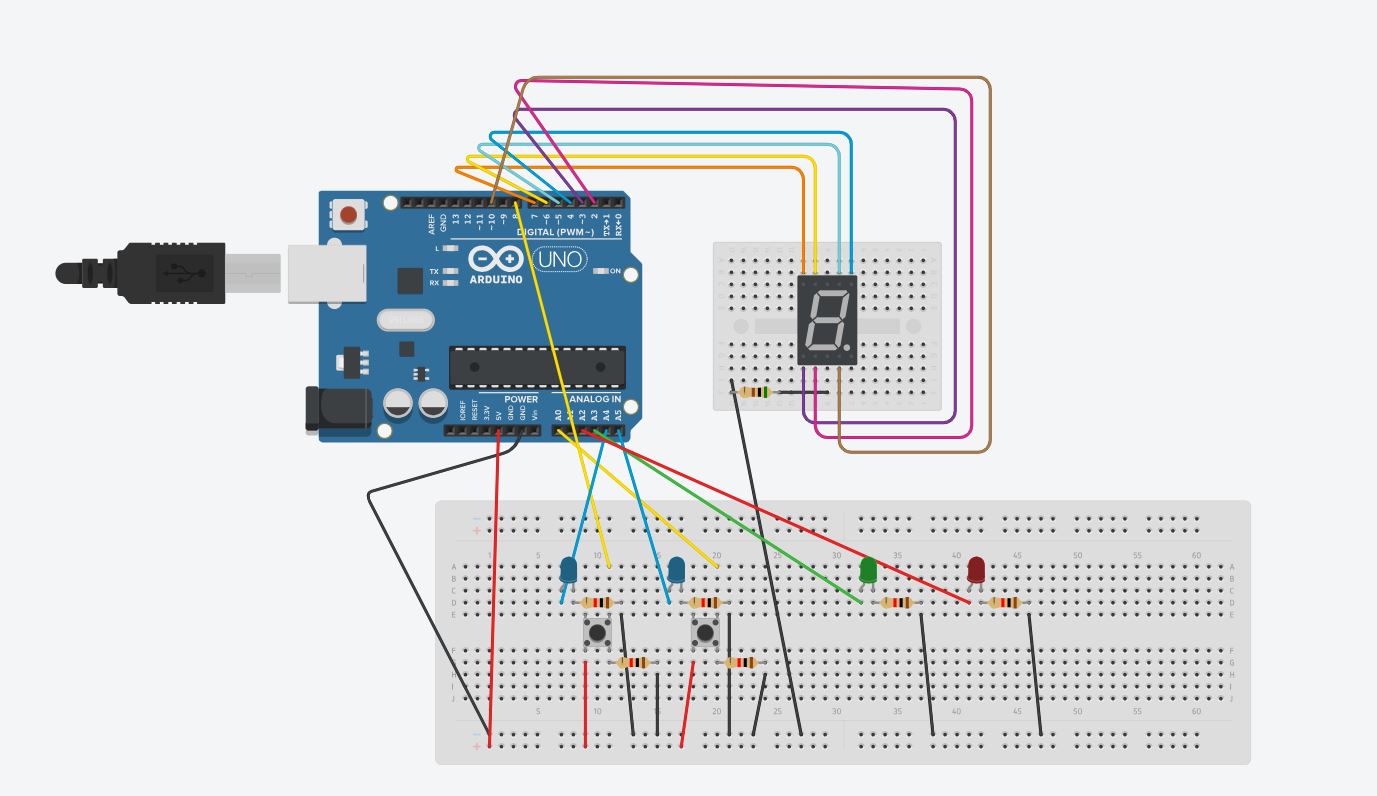 AREF
GND
13
12
~11
~10
~9
8
7
~6
~5
4
~3
2
TX→1
RX←0
DIGITAL (PWM~)
L
TX
RX
UNO
ON
ARDUINO
POWER
ANALOG IN
IOREF
RESET
3.3V
5V
GND
GND
Vin
A0
A2
A3
A4
A5
- -
+ +
1 5 10 20 25 30 35 40 45 50 55 60
A A
B B
C C
D D
E E
F F
G
H H
I I
J J
5 10 15 20 25 30 35 40 45 50 55 60
-
+